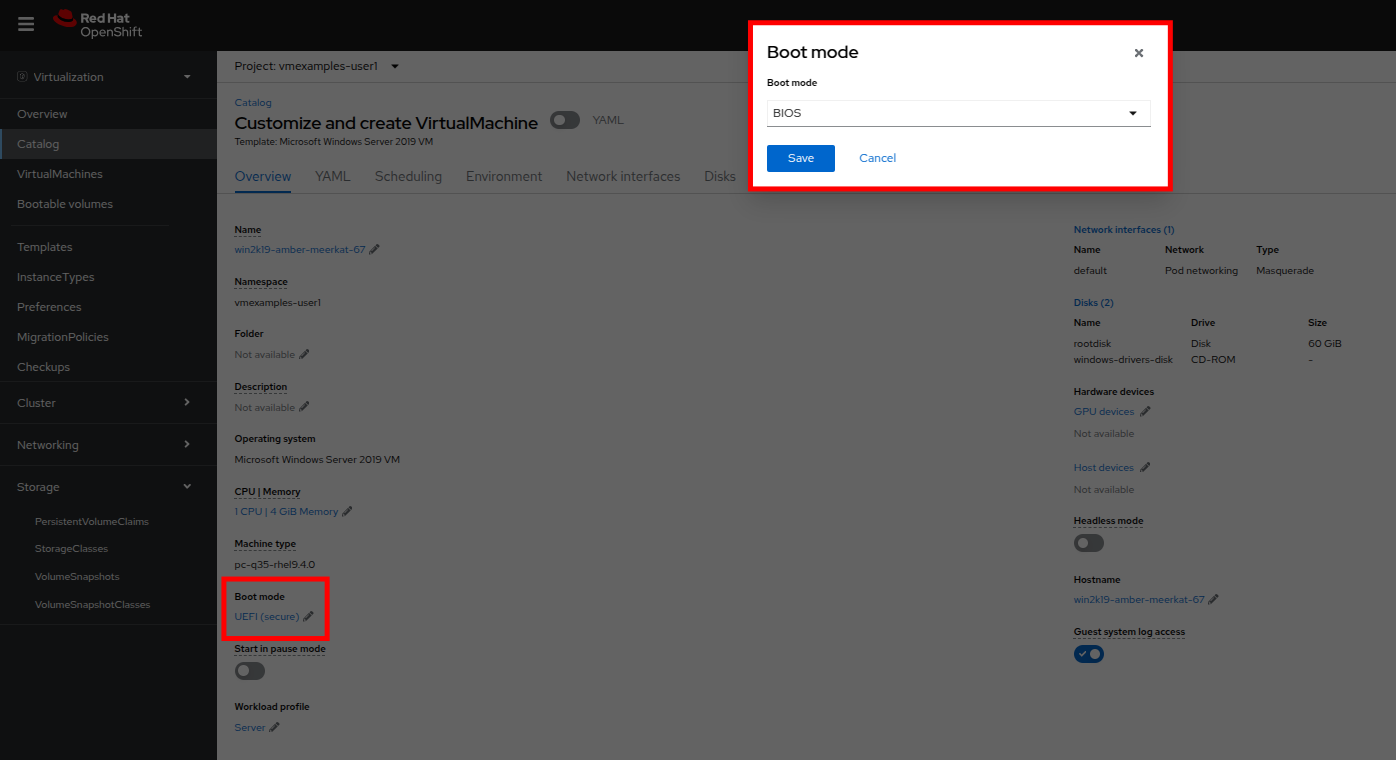 Red Hat
OpenShift
Virtualization
Overview
Catalog
VirtualMachines
Bootable volumes
Templates
InstanceTypes
Preferences
MigrationPolicies
Checkups
Cluster
Networking
Storage
PersistentVolumeClaims
StorageClasses
VolumeSnapshots
VolumeSnapshotClasses
Project: vmexamples-user1
Catalog
Customize and create VirtualMachine YAML
Template: Microsoft Windows Server 2019 VM
Overview YAML Scheduling Environment Network interfaces Disks
Boot mode
Boot mode
BIOS
Save Cancel
Name
win2k19-amber-meerkat-67
Namespace
vmexamples-user1
Folder
Not available
Description
Not available
Operating system
Microsoft Windows Server 2019 VM
CPU | Memory
1 CPU | 4 GiB Memory
Machine type
pc-q35-rhel9.4.0
Boot mode
UEFI (secure)
Start in pause mode
Workload profile
Server
Network interfaces (1)
Name Network Type
default Pod networking Masquerade
Disks (2)
Name Drive Size
rootdisk Disk 60 GiB
windows-drivers-disk CD-ROM -
Hardware devices
GPU devices
Not available
Host devices
Not available
Headless mode
Hostname
win2k19-amber-meerkat-67
Guest system log access